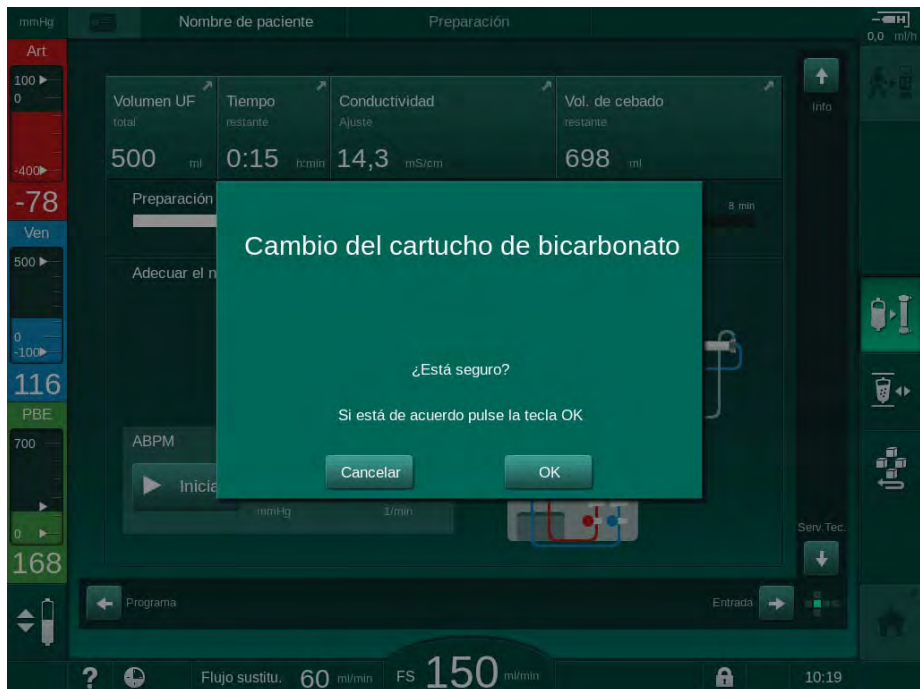 mmHg
Nombre de paciente
Preparación
0,0 ml/h
Art
100
0
-400
-78
Ven
500
0
-100
116
PBE
700
0
168
Volumen UF
total
500 ml
Tiempo
restante
0:15 h:min
Conductividad
Ajuste
14,3 mS/cm
Vol. de cebado
restante
698 ml
Info
Preparación
8 min
Adecuar el n
Cambio del cartucho de bicarbonato
¿Está seguro?
Si está de acuerdo pulse la tecla OK
Cancelar
OK
ABPM
Inicia
mmHg
1/min
Serv.Tec.
Programa
Entrada
? Flujo sustitu. 60 ml/min FS 150 ml/min 10:19